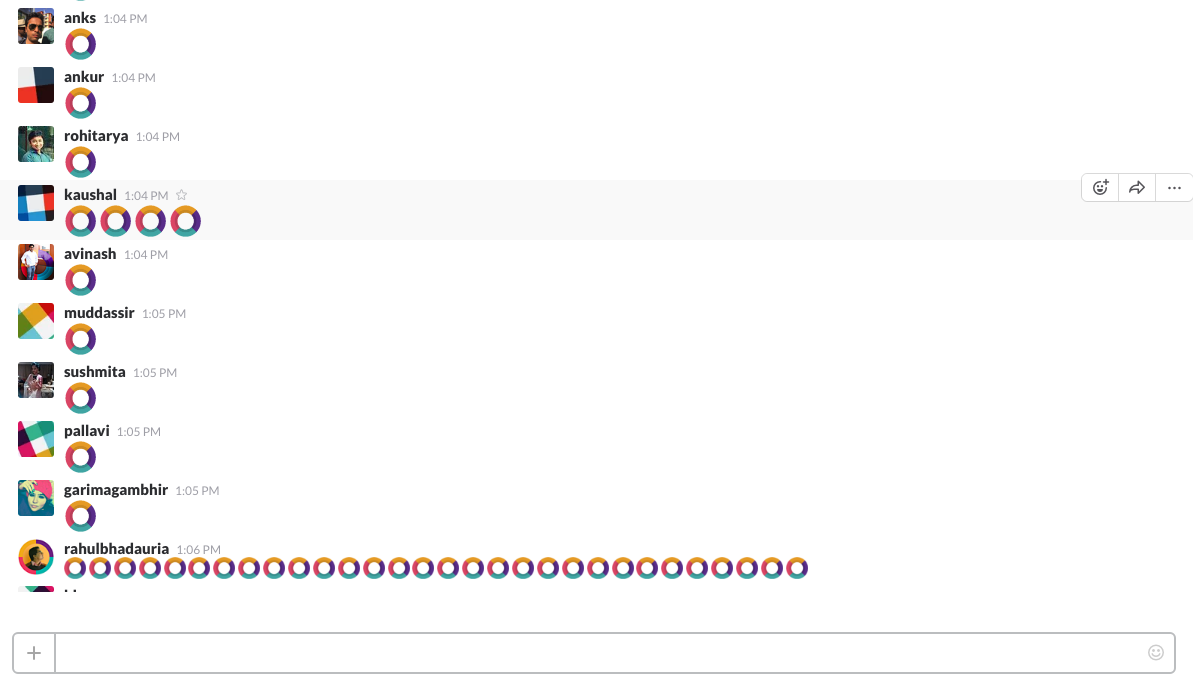 anks 1:04 PM
ankur 1:04 PM
rohitarya 1:04 PM
kaushal 1:04 PM
avinash 1:04 PM
muddassir 1:05 PM
sushmita 1:05 PM
pallavi 1:05 PM
garimagambhir 1:05 PM
rahulbhadauria 1:06 PM